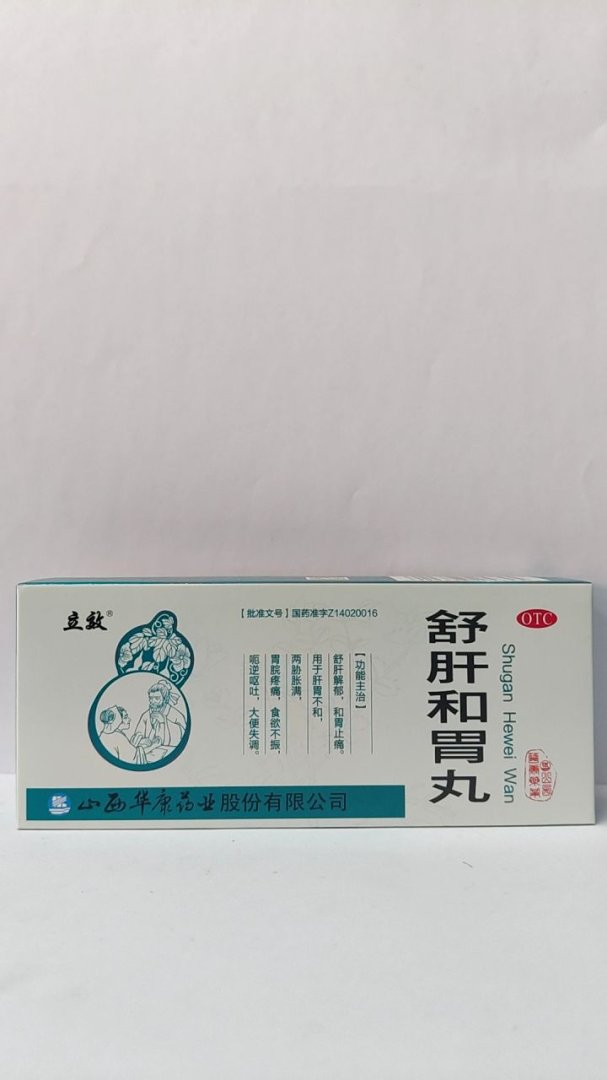 立效®
【批准文号】国药准字Z14020016
【功能主治】
舒肝解郁，和胃止痛。
用于肝胃不和，
两胁胀满，
胃脘疼痛，食欲不振，
呃逆呕吐，大便失调。
舒肝和胃丸
Shugan Hewei Wan
OTC
山西华康药业股份有限公司